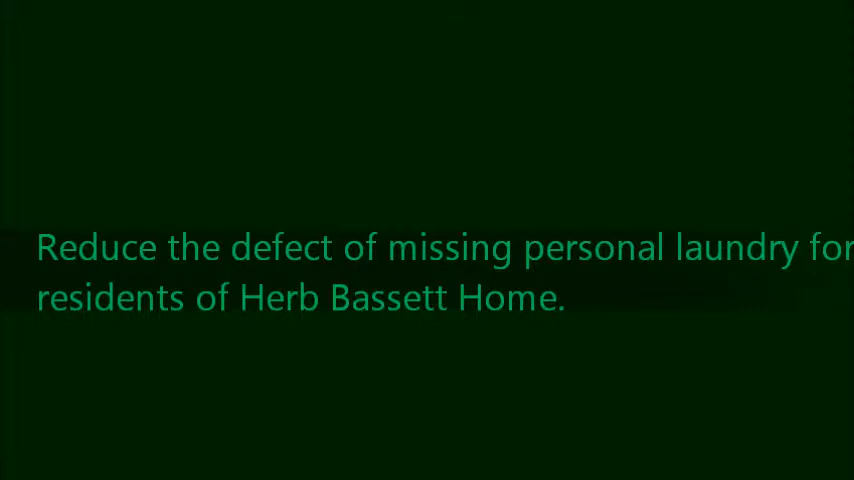 Reduce the defect of missing personal laundry for
residents of Herb Bassett Home.